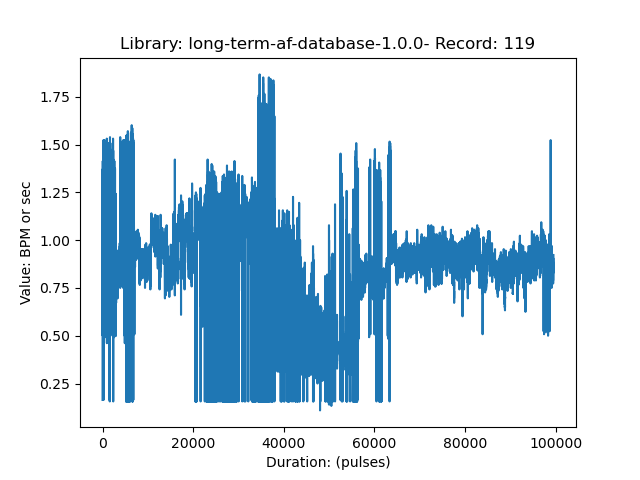 Library: long-term-af-database-1.0.0- Record: 119
1.75
1.50
1.25
1.00
0.75
0.50
0.25
Value: BPM or sec
0 20000 40000 60000 80000 100000
Duration: (pulses)